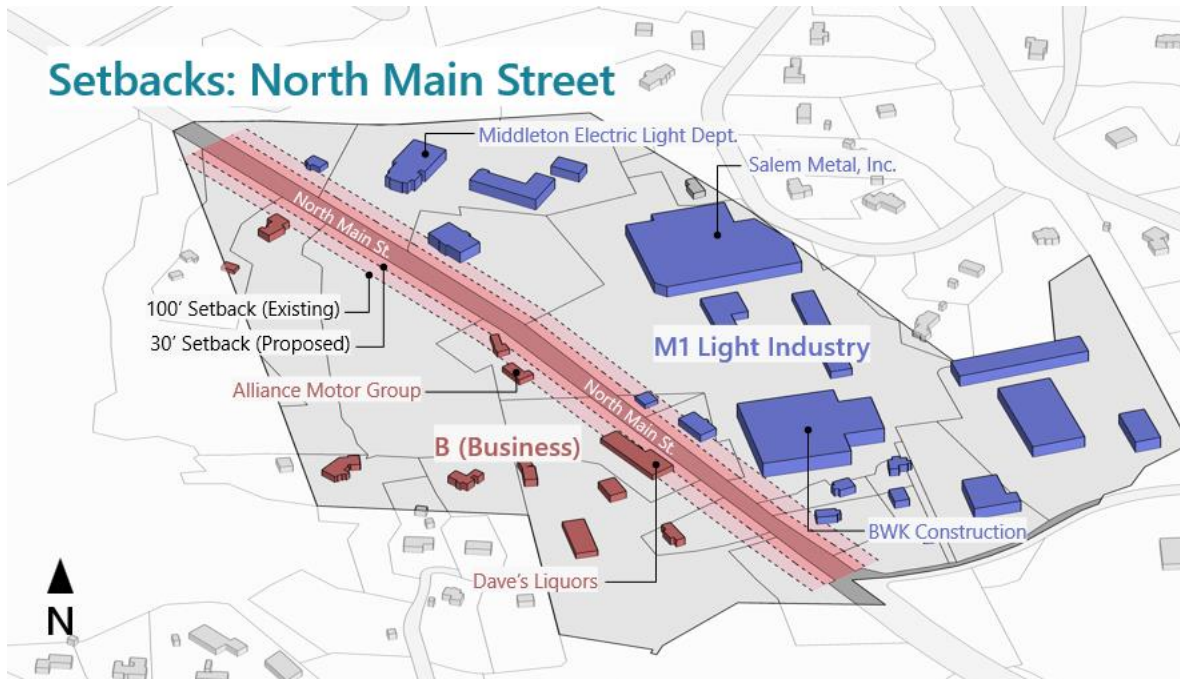 Setbacks: North Main Street
Middleton Electric Light Dept.
Salem Metal, Inc.
North Main St.
100’ Setback (Existing)
30’ Setback (Proposed)
M1 Light Industry
Alliance Motor Group
North Main St.
B (Business)
BWK Construction
Dave’s Liquors
N